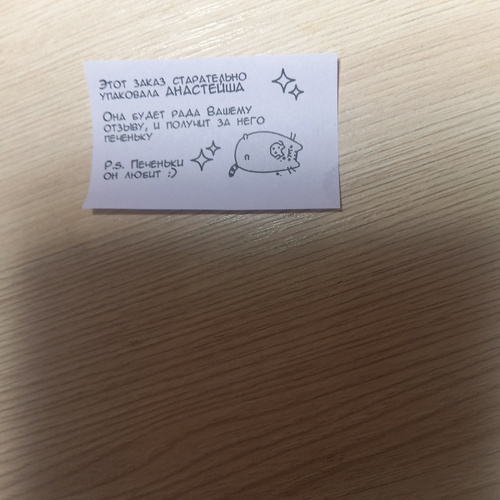 Этот заказ старательно
упаковала АНАСТЕЙША
Она будет рада Вашему
отзыву, и получит за него
печеньку
P.s. Печеньки
он любит :)